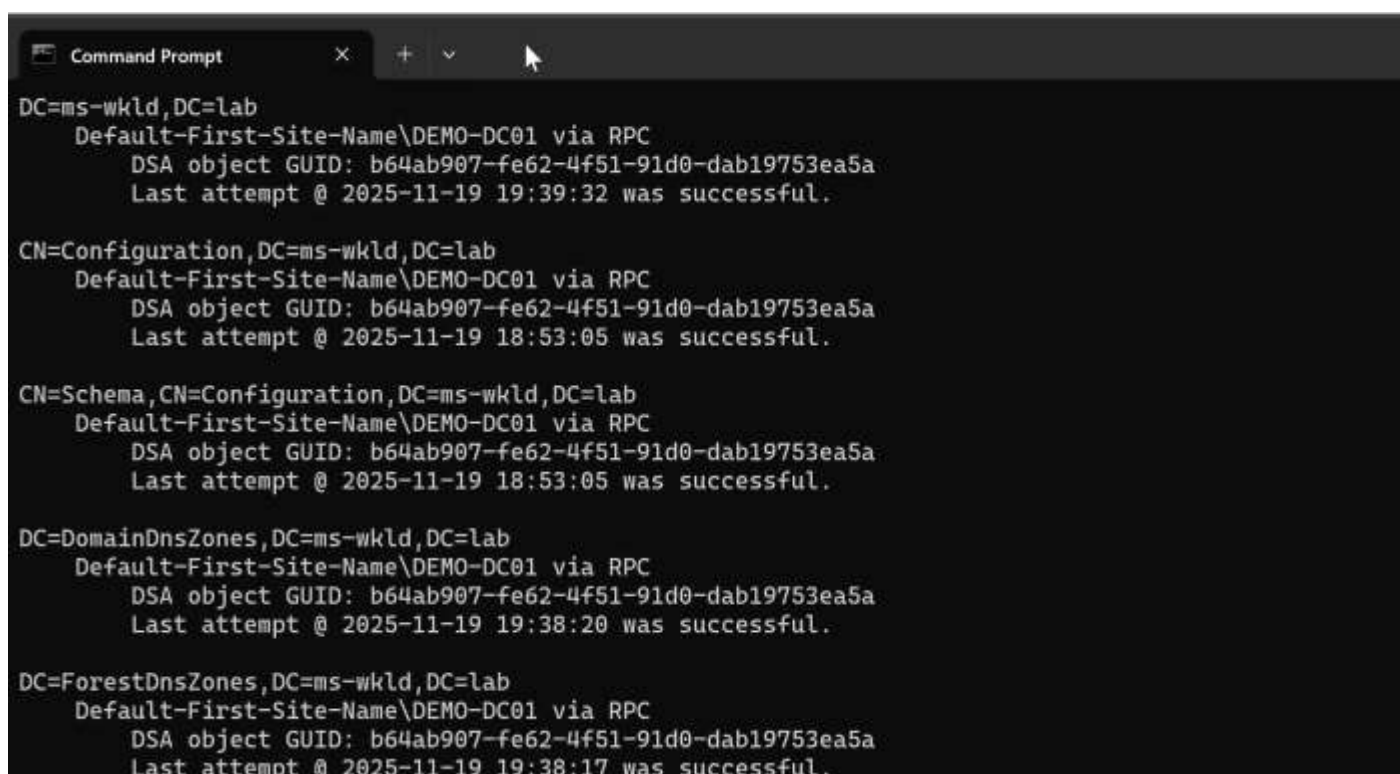 Command Prompt
DC=ms-wkld,DC=lab
Default-First-Site-Name\DEMO-DC01 via RPC
DSA object GUID: b64ab907-fe62-4f51-91d0-dab19753ea5a
Last attempt @ 2025-11-19 19:39:32 was successful.
CN=Configuration,DC=ms-wkld,DC=lab
Default-First-Site-Name\DEMO-DC01 via RPC
DSA object GUID: b64ab907-fe62-4f51-91d0-dab19753ea5a
Last attempt @ 2025-11-19 18:53:05 was successful.
CN=Schema,CN=Configuration,DC=ms-wkld,DC=lab
Default-First-Site-Name\DEMO-DC01 via RPC
DSA object GUID: b64ab907-fe62-4f51-91d0-dab19753ea5a
Last attempt @ 2025-11-19 18:53:05 was successful.
DC=DomainDnsZones,DC=ms-wkld,DC=lab
Default-First-Site-Name\DEMO-DC01 via RPC
DSA object GUID: b64ab907-fe62-4f51-91d0-dab19753ea5a
Last attempt @ 2025-11-19 19:38:20 was successful.
DC=ForestDnsZones,DC=ms-wkld,DC=lab
Default-First-Site-Name\DEMO-DC01 via RPC
DSA object GUID: b64ab907-fe62-4f51-91d0-dab19753ea5a
Last attempt @ 2025-11-19 19:38:17 was successful.